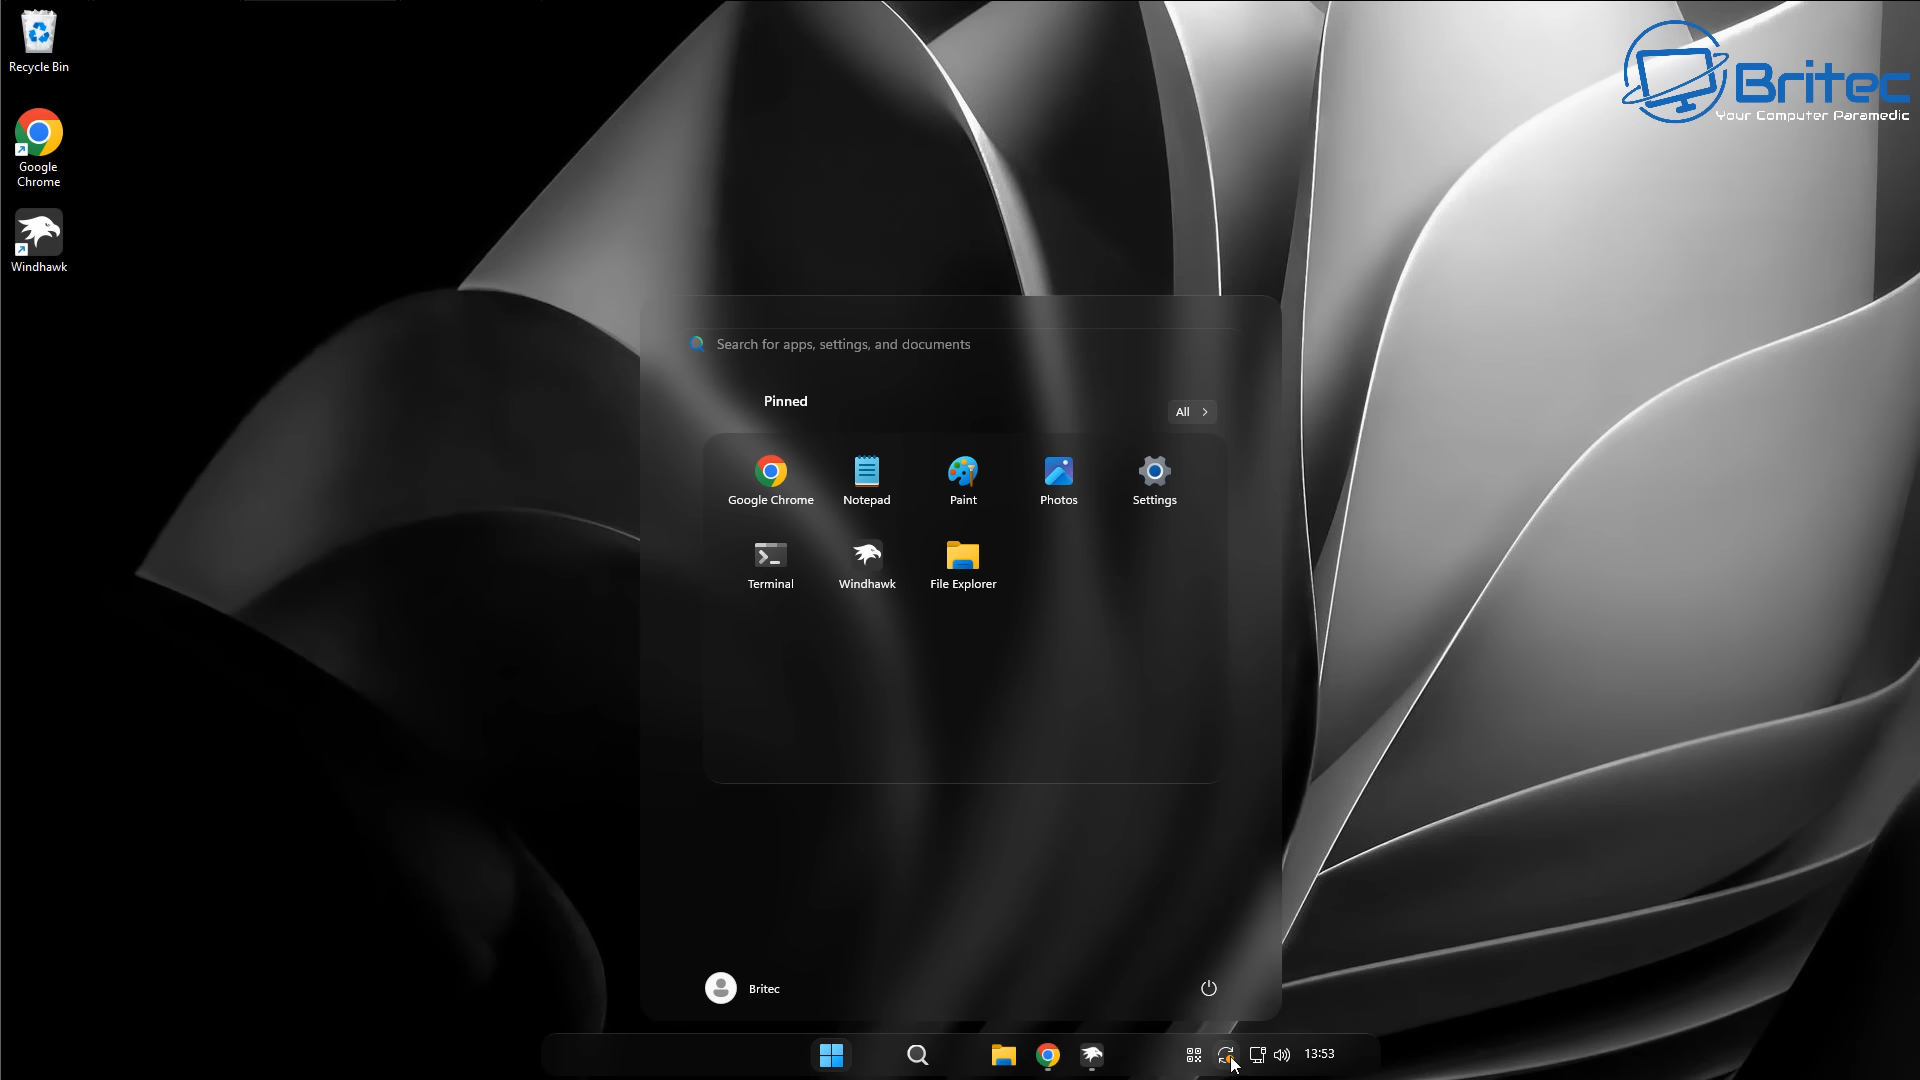 Recycle Bin
Google
Chrome
Windhawk
Britec
Your Computer Paramedic
Search for apps, settings, and documents
Pinned
All
Google Chrome
Notepad
Paint
Photos
Settings
Terminal
Windhawk
File Explorer
Britec
13:53